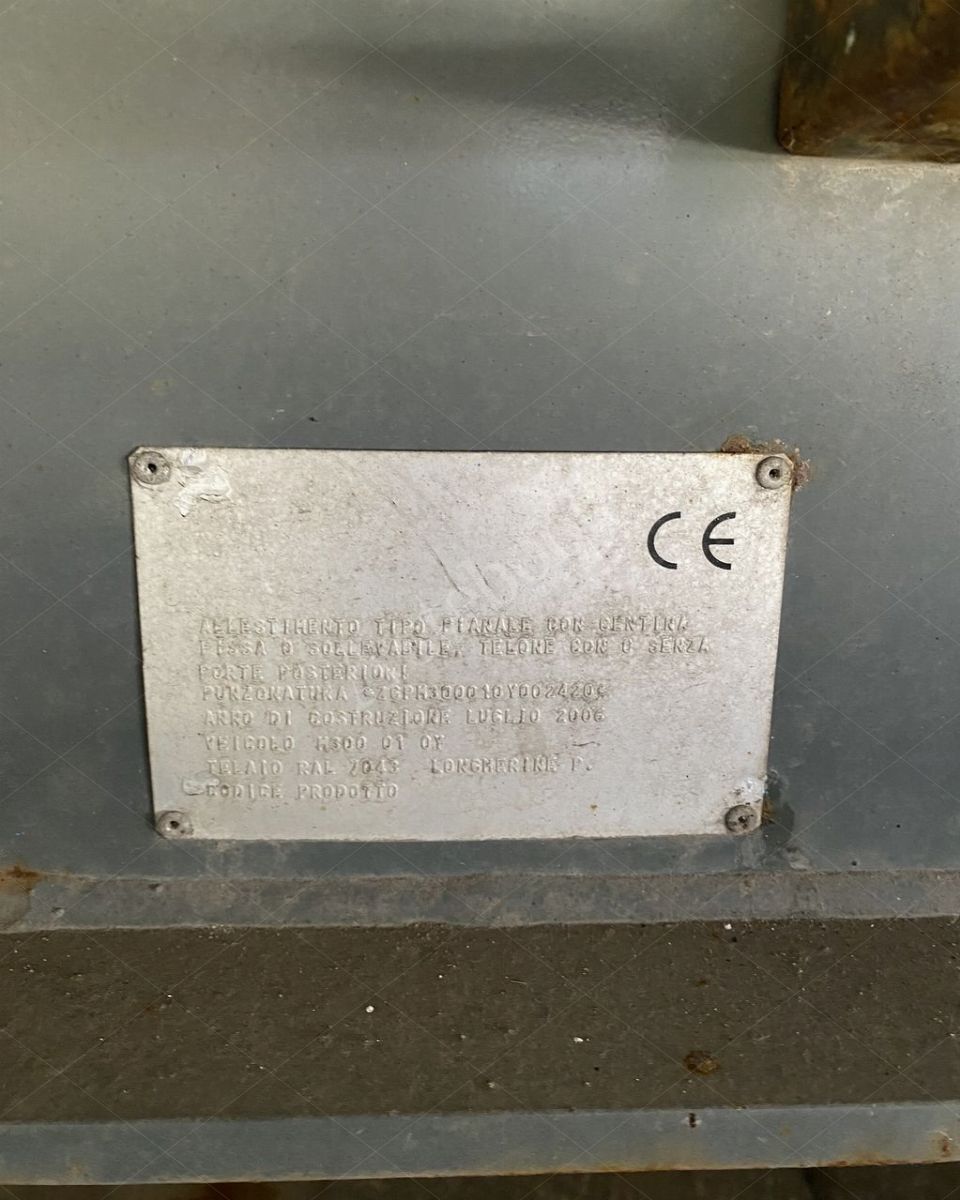 CE
ALLESTIMENTO TIPO PIANALE CON CENTINA
FISSA O SOLLEVABILE, TELONE CON O SENZA
PORTE POSTERIORI
PUNZONATURA
ANNO DI COSTRUZIONE LUGLIO 2006
VEICOLO M300 01 0Y
TELAIO RAL 7043 LONGHERINE P.
CODICE PRODOTTO